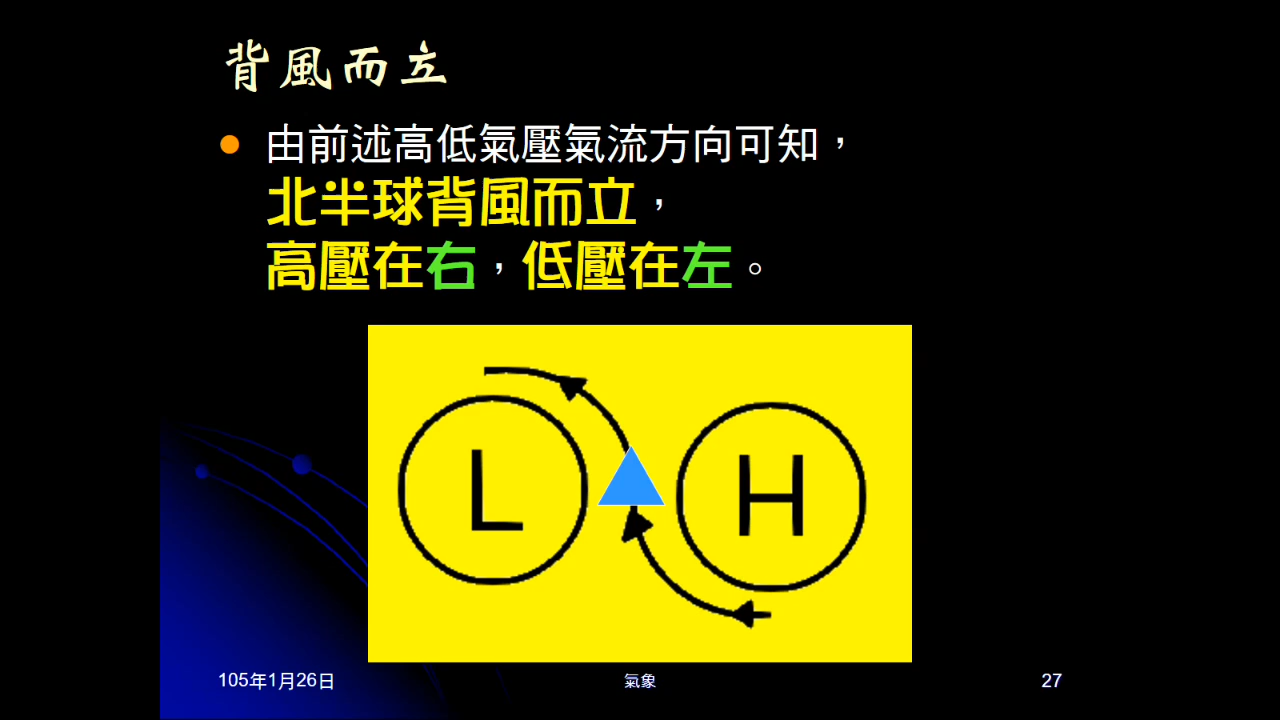 背風而立
由前述高低氣壓氣流方向可知，
北半球背風而立，
高壓在右，低壓在左。
L H
105年1月26日 氣象 27